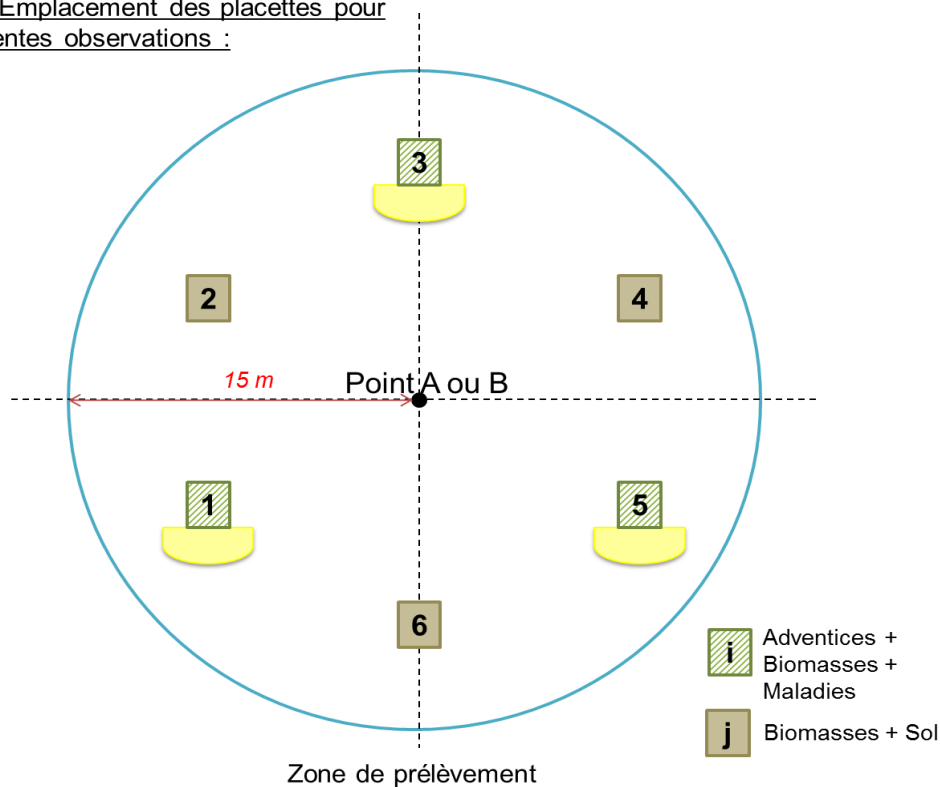 Emplacement des placettes pour
entes observations :
3
2
4
15 m
Point A ou B
1
5
6
i
Adventices +
Biomasses +
Maladies
j
Biomasses + Sol
Zone de prélèvement